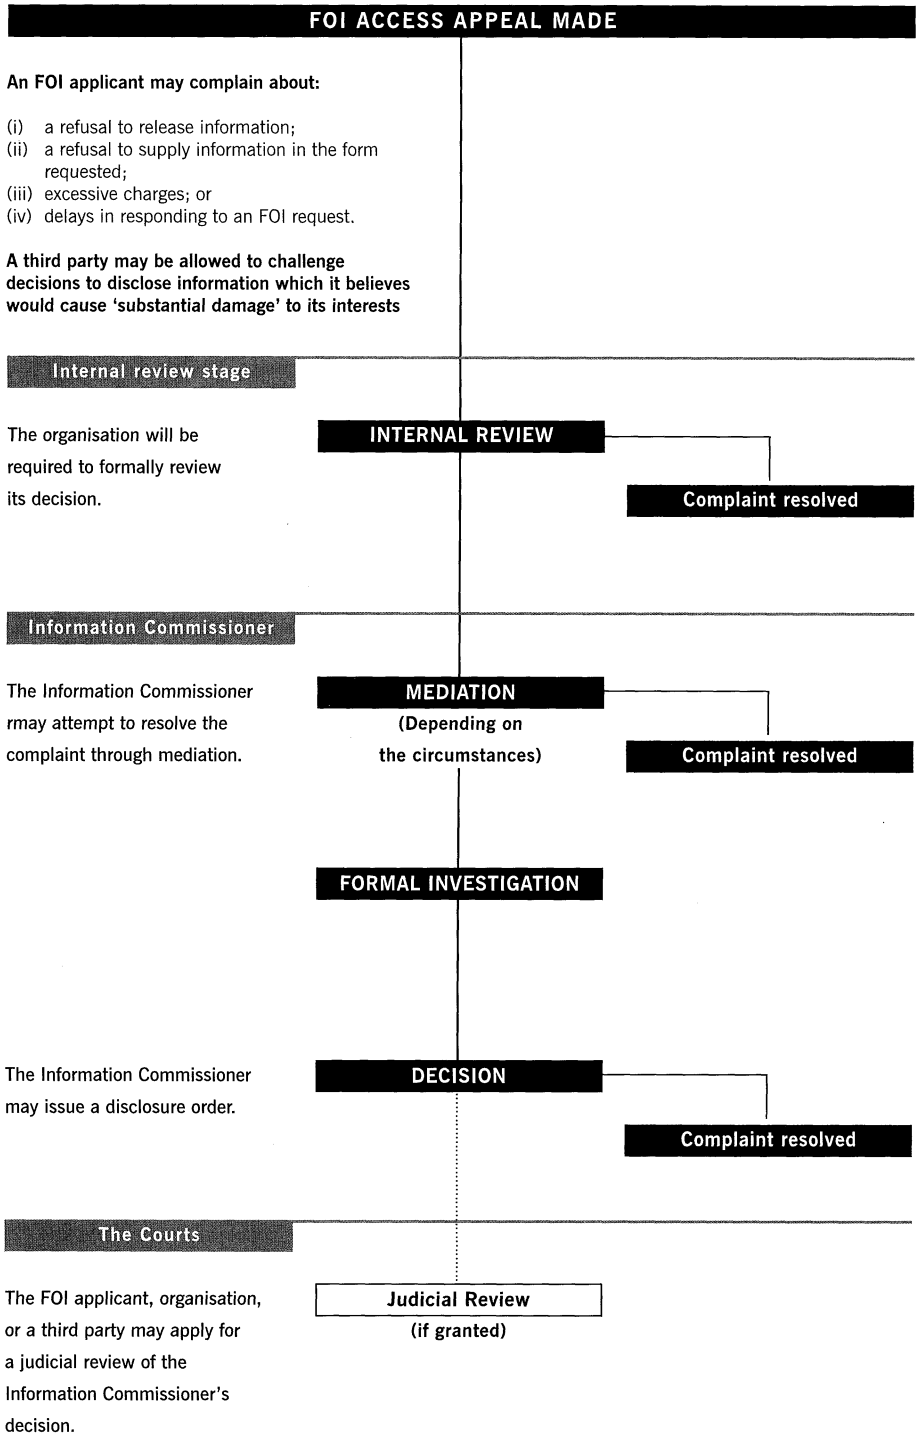 FOI ACCESS APPEAL MADE
An FOI applicant may complain about:
(i) a refusal to release information;
(ii) a refusal to supply information in the form
requested;
(iii) excessive charges; or
(iv) delays in responding to an FOI request.
A third party may be allowed to challenge
decisions to disclose information which it believes
would cause ‘substantial damage’ to its interests
Internal review stage
The organisation will be
required to formally review
its decision.
INTERNAL REVIEW
Complaint resolved
Information Commissioner
The Information Commissioner
rmay attempt to resolve the
complaint through mediation.
MEDIATION
(Depending on
the circumstances)
Complaint resolved
FORMAL INVESTIGATION
The Information Commissioner
may issue a disclosure order.
DECISION
Complaint resolved
The Courts
The FOI applicant, organisation,
or a third party may apply for
a judicial review of the
Information Commissioner’s
decision.
Judicial Review
(if granted)